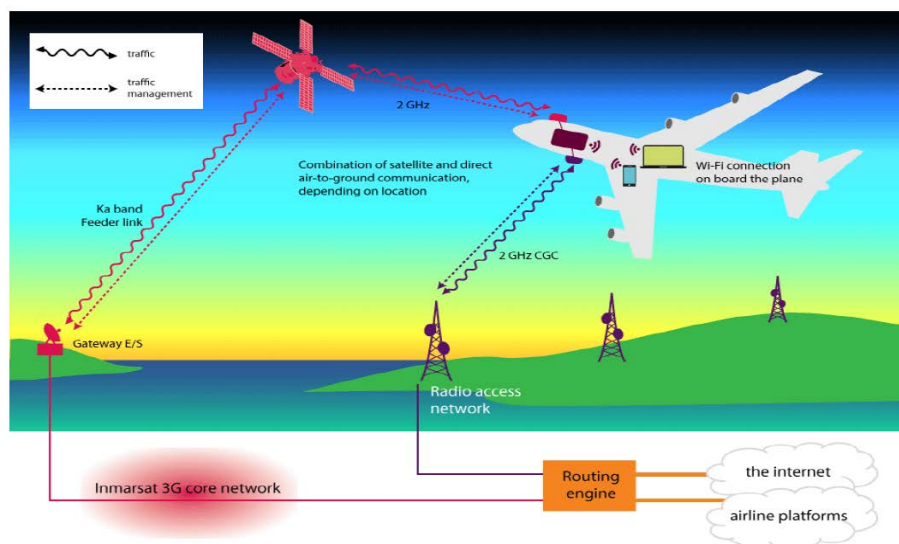 traffic
traffic
management
2 GHz
Combination of satellite and direct
air-to-ground communication,
depending on location
Wi-Fi connection
on board the plane
Ka band
Feeder link
2 GHz CGC
Gateway E/S
Radio access
network
Inmarsat 3G core network
Routing
engine
the internet
airline platforms